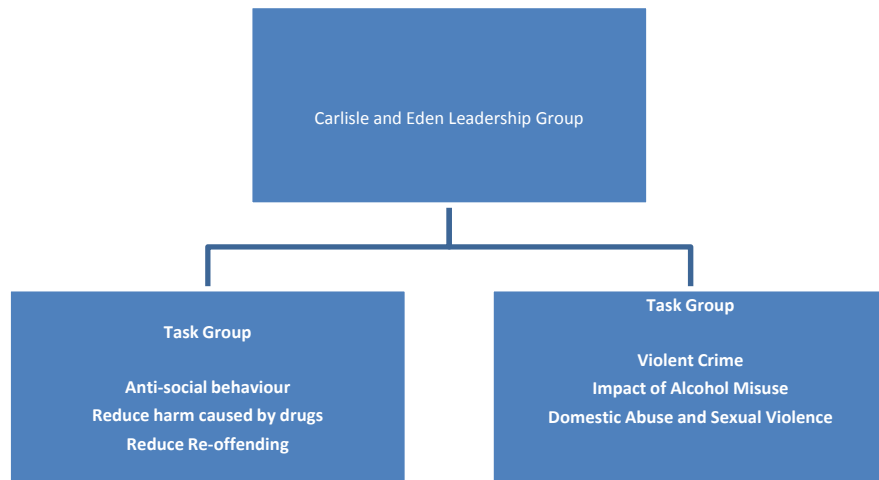 Carlisle and Eden Leadership Group
Task Group
Anti-social behaviour
Reduce harm caused by drugs
Reduce Re-offending
Task Group
Violent Crime
Impact of Alcohol Misuse
Domestic Abuse and Sexual Violence